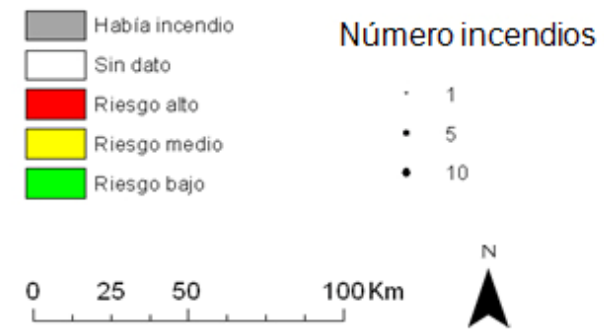 Había incendio
Sin dato
Riesgo alto
Riesgo medio
Riesgo bajo
Número incendios
1
5
10
N
0 25 50 100 Km